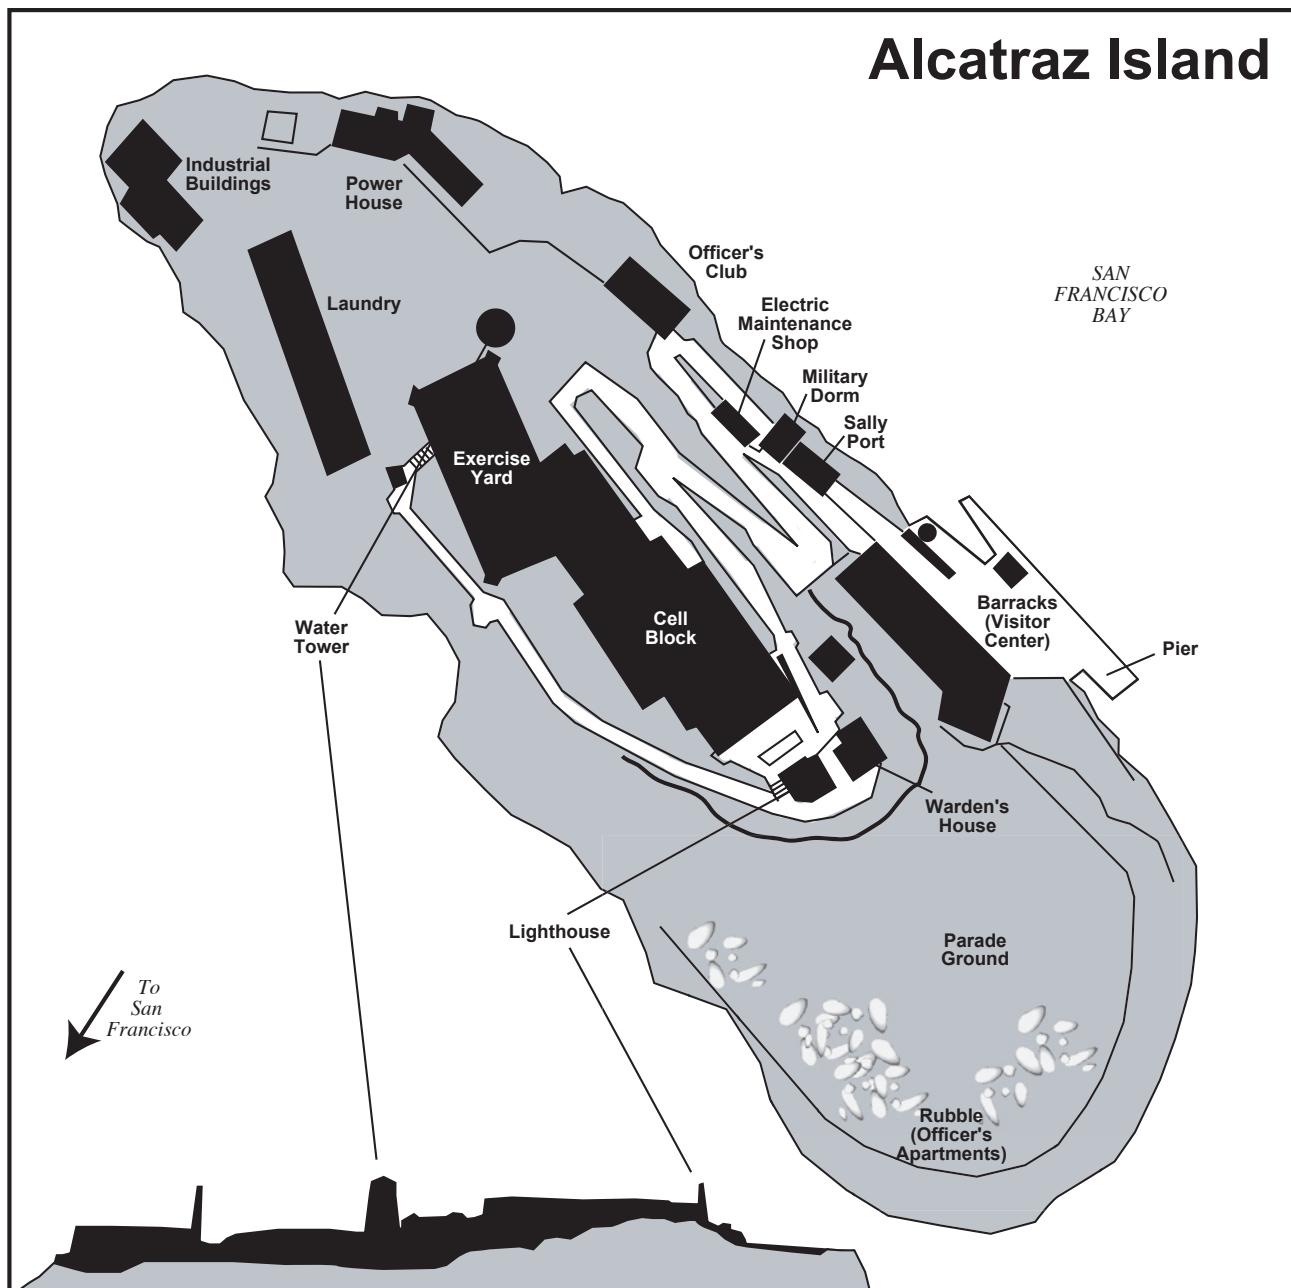 Alcatraz Island
Industrial
Buildings
Power
House
Officer's
Club
SAN
FRANCISCO
BAY
Laundry
Electric
Maintenance
Shop
Military
Dorm
Sally
Port
Exercise
Yard
Barracks
(Visitor
Center)
Pier
Cell
Block
Water
Tower
Warden's
House
Lighthouse
Parade
Ground
To
San
Francisco
Rubble
(Officer's
Apartments)